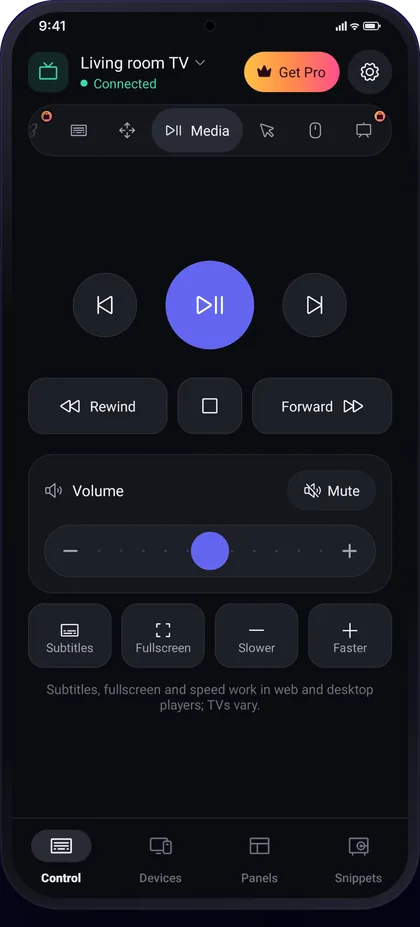 9:41
Living room TV
Connected
Get Pro
Media
Rewind
Forward
Volume
Mute
Subtitles
Fullscreen
Slower
Faster
Subtitles, fullscreen and speed work in web and desktop
players; TVs vary.
Control
Devices
Panels
Snippets